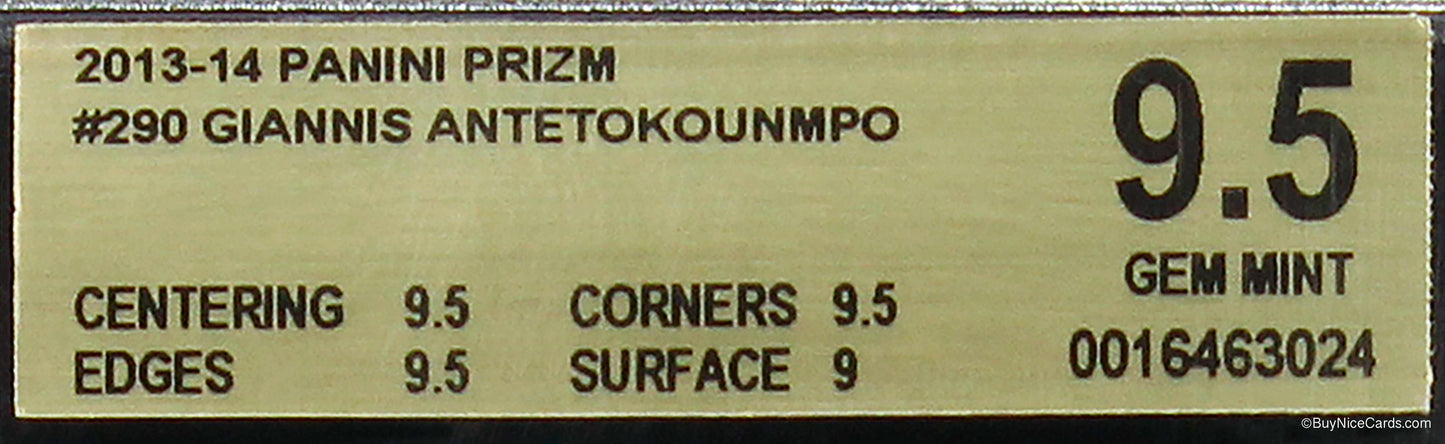 2013-14 PANINI PRIZM
#290 GIANNIS ANTETOKOUNMPO
9.5
GEM MINT
0016463024
CENTERING 9.5 CORNERS 9.5
EDGES 9.5 SURFACE 9
©BuyNiceCards.com